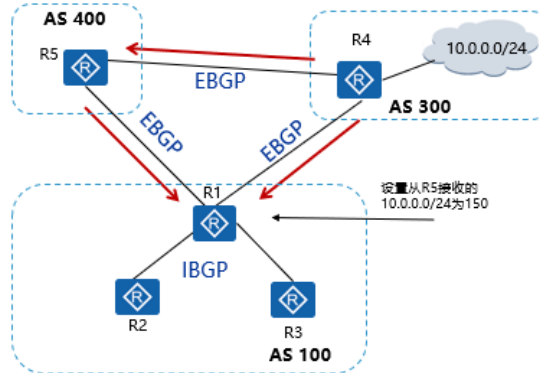 AS 400
R5
R4
10.0.0.0/24
EBGP
AS 300
EBGP
EBGP
R1
设置从R5接收的
10.0.0.0/24为150
IBGP
R2
R3
AS 100